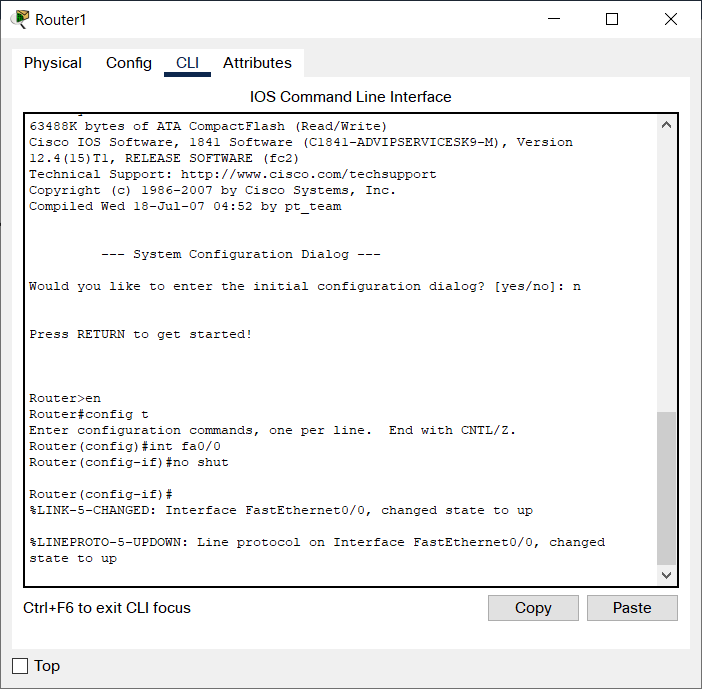 Router1
Physical Config CLI Attributes
IOS Command Line Interface
63488K bytes of ATA CompactFlash (Read/Write)
Cisco IOS Software, 1841 Software (C1841-ADVIPSERVICESK9-M), Version
12.4(15)T1, RELEASE SOFTWARE (fc2)
Technical Support: http://www.cisco.com/techsupport
Copyright (c) 1986-2007 by Cisco Systems, Inc.
Compiled Wed 18-Jul-07 04:52 by pt_team
--- System Configuration Dialog ---
Would you like to enter the initial configuration dialog? [yes/no]: n
Press RETURN to get started!
Router>en
Router#config t
Enter configuration commands, one per line.  End with CNTL/Z.
Router(config)#int fa0/0
Router(config-if)#no shut
Router(config-if)#
%LINK-5-CHANGED: Interface FastEthernet0/0, changed state to up
%LINEPROTO-5-UPDOWN: Line protocol on Interface FastEthernet0/0, changed
state to up
Ctrl+F6 to exit CLI focus
Copy Paste
Top